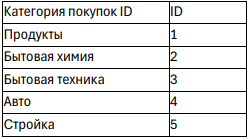 Категория покупок ID ID
Продукты 1
Бытовая химия 2
Бытовая техника 3
Авто 4
Стройка 5